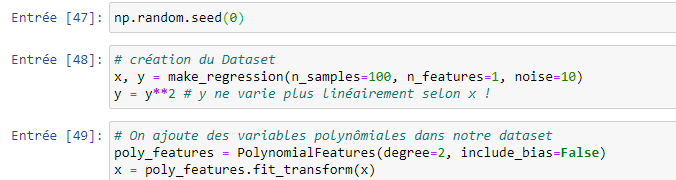 Entrée [47]: np.random.seed(0)
Entrée [48]: # création du Dataset
x, y = make_regression(n_samples=100, n_features=1, noise=10)
y = y**2 # y ne varie plus linéairement selon x !
Entrée [49]: # On ajoute des variables polynômiales dans notre dataset
poly_features = PolynomialFeatures(degree=2, include_bias=False)
x = poly_features.fit_transform(x)